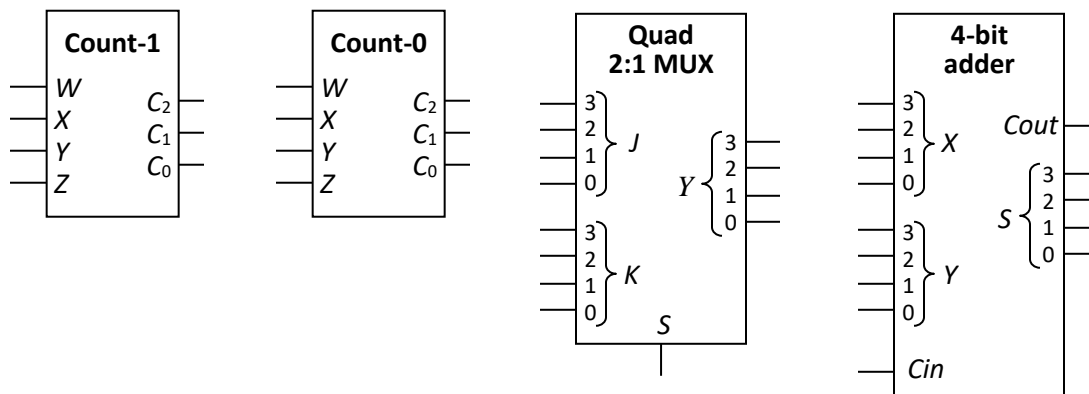 Count-1
W
X
Y
Z
C₂
C₁
C₀
Count-0
W
X
Y
Z
C₂
C₁
C₀
Quad
2:1 MUX
3
2
1
0
J
3
2
1
0
K
Y
3
2
1
0
S
4-bit
adder
3
2
1
0
X
3
2
1
0
Y
Cin
Cout
S
3
2
1
0